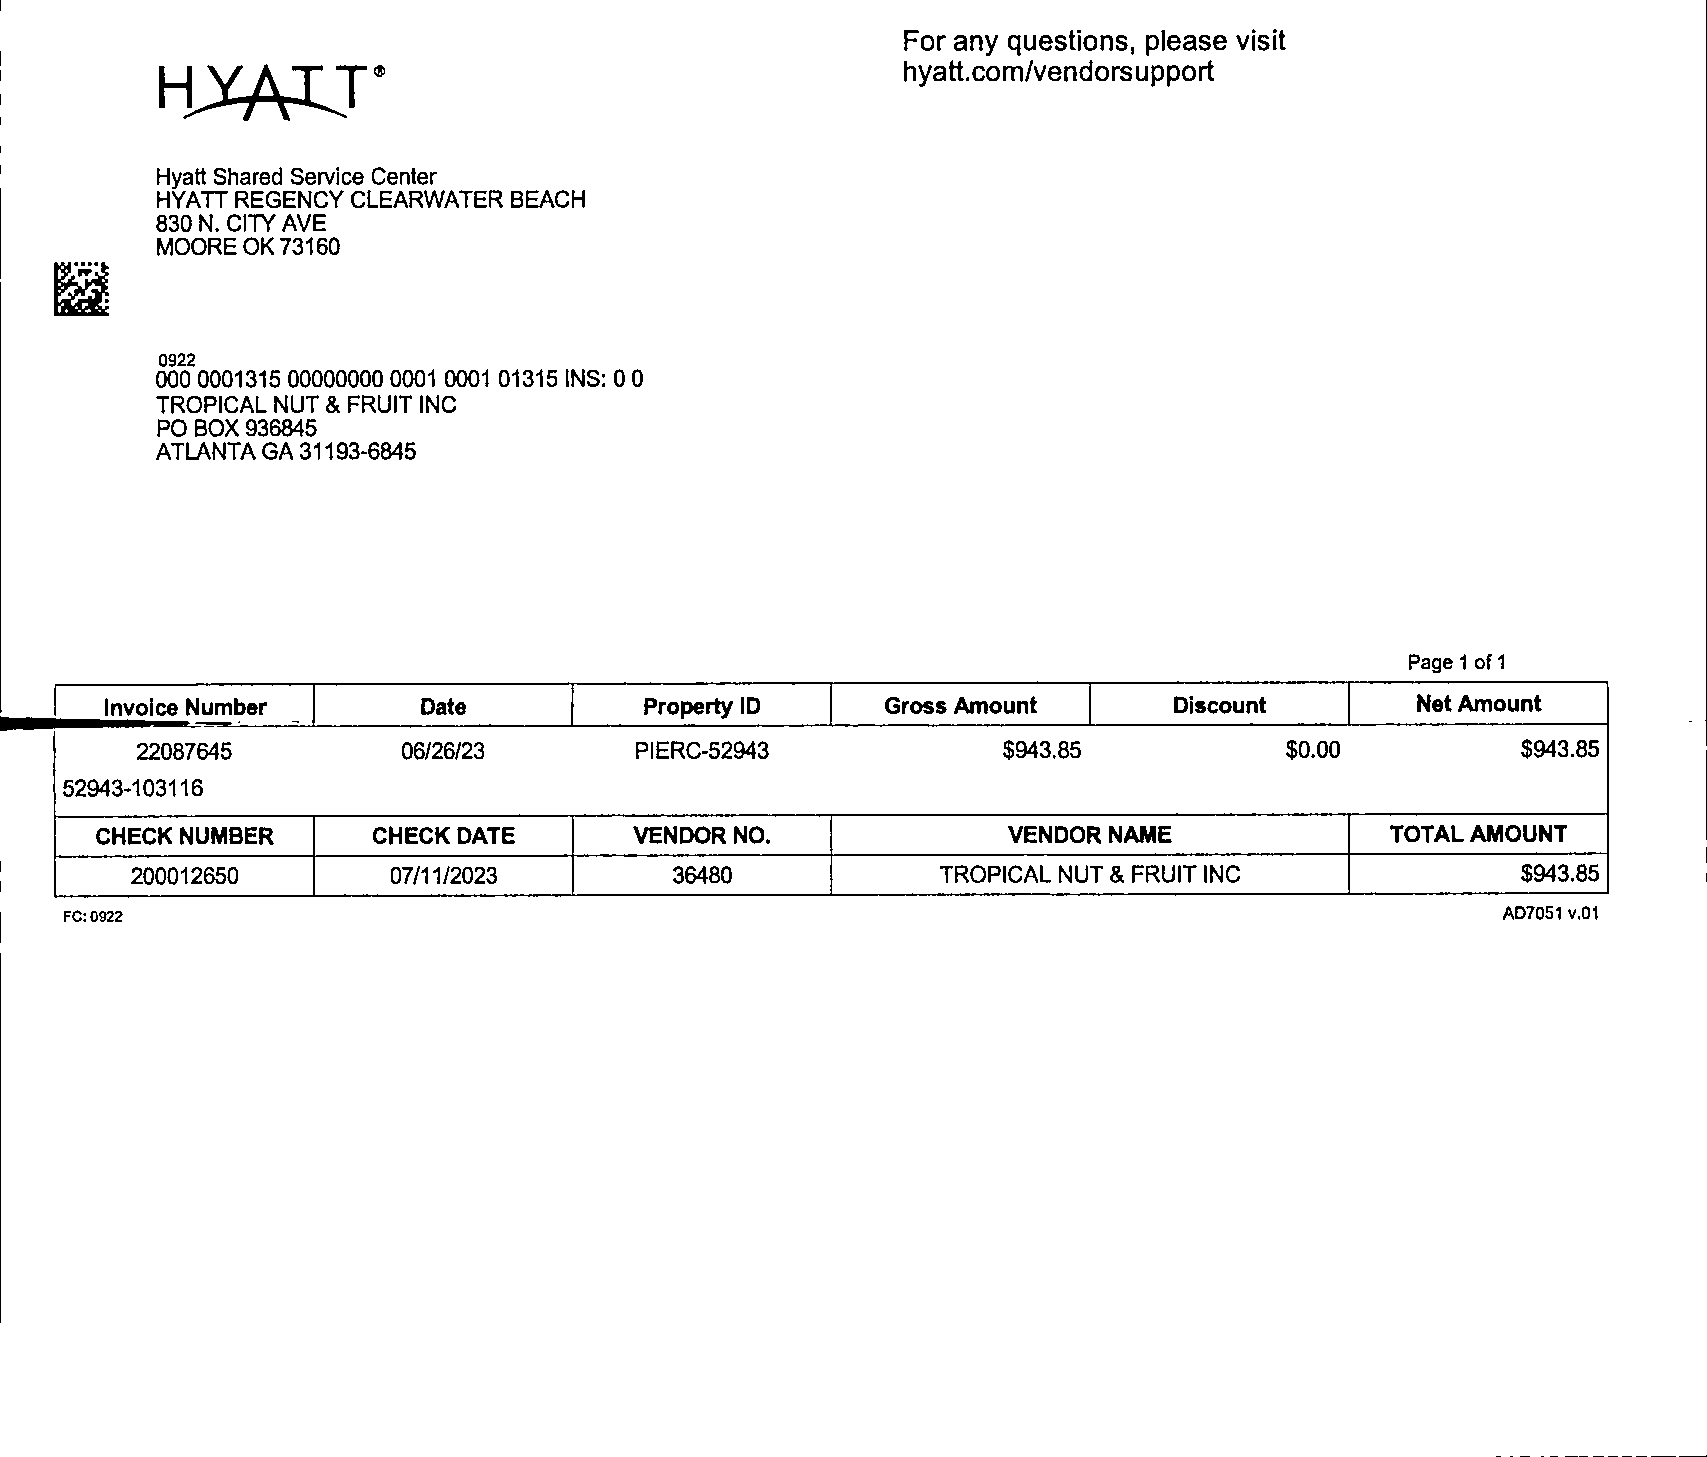 For any questions, please visit
hyatt.com/vendorsupport
HYATT®
Hyatt Shared Service Center
HYATT REGENCY CLEARWATER BEACH
830 N. CITY AVE
MOORE OK 73160
0922
000 0001315 00000000 0001 0001 01315 INS: 0 0
TROPICAL NUT & FRUIT INC
PO BOX 936845
ATLANTA GA 31193-6845
Page 1 of 1
Invoice Number Date Property ID Gross Amount Discount Net Amount
22087645 06/26/23 PIERC-52943 $943.85 $0.00 $943.85
52943-103116
CHECK NUMBER CHECK DATE VENDOR NO. VENDOR NAME TOTAL AMOUNT
200012650 07/11/2023 36480 TROPICAL NUT & FRUIT INC $943.85
FC: 0922 AD7051 v.01